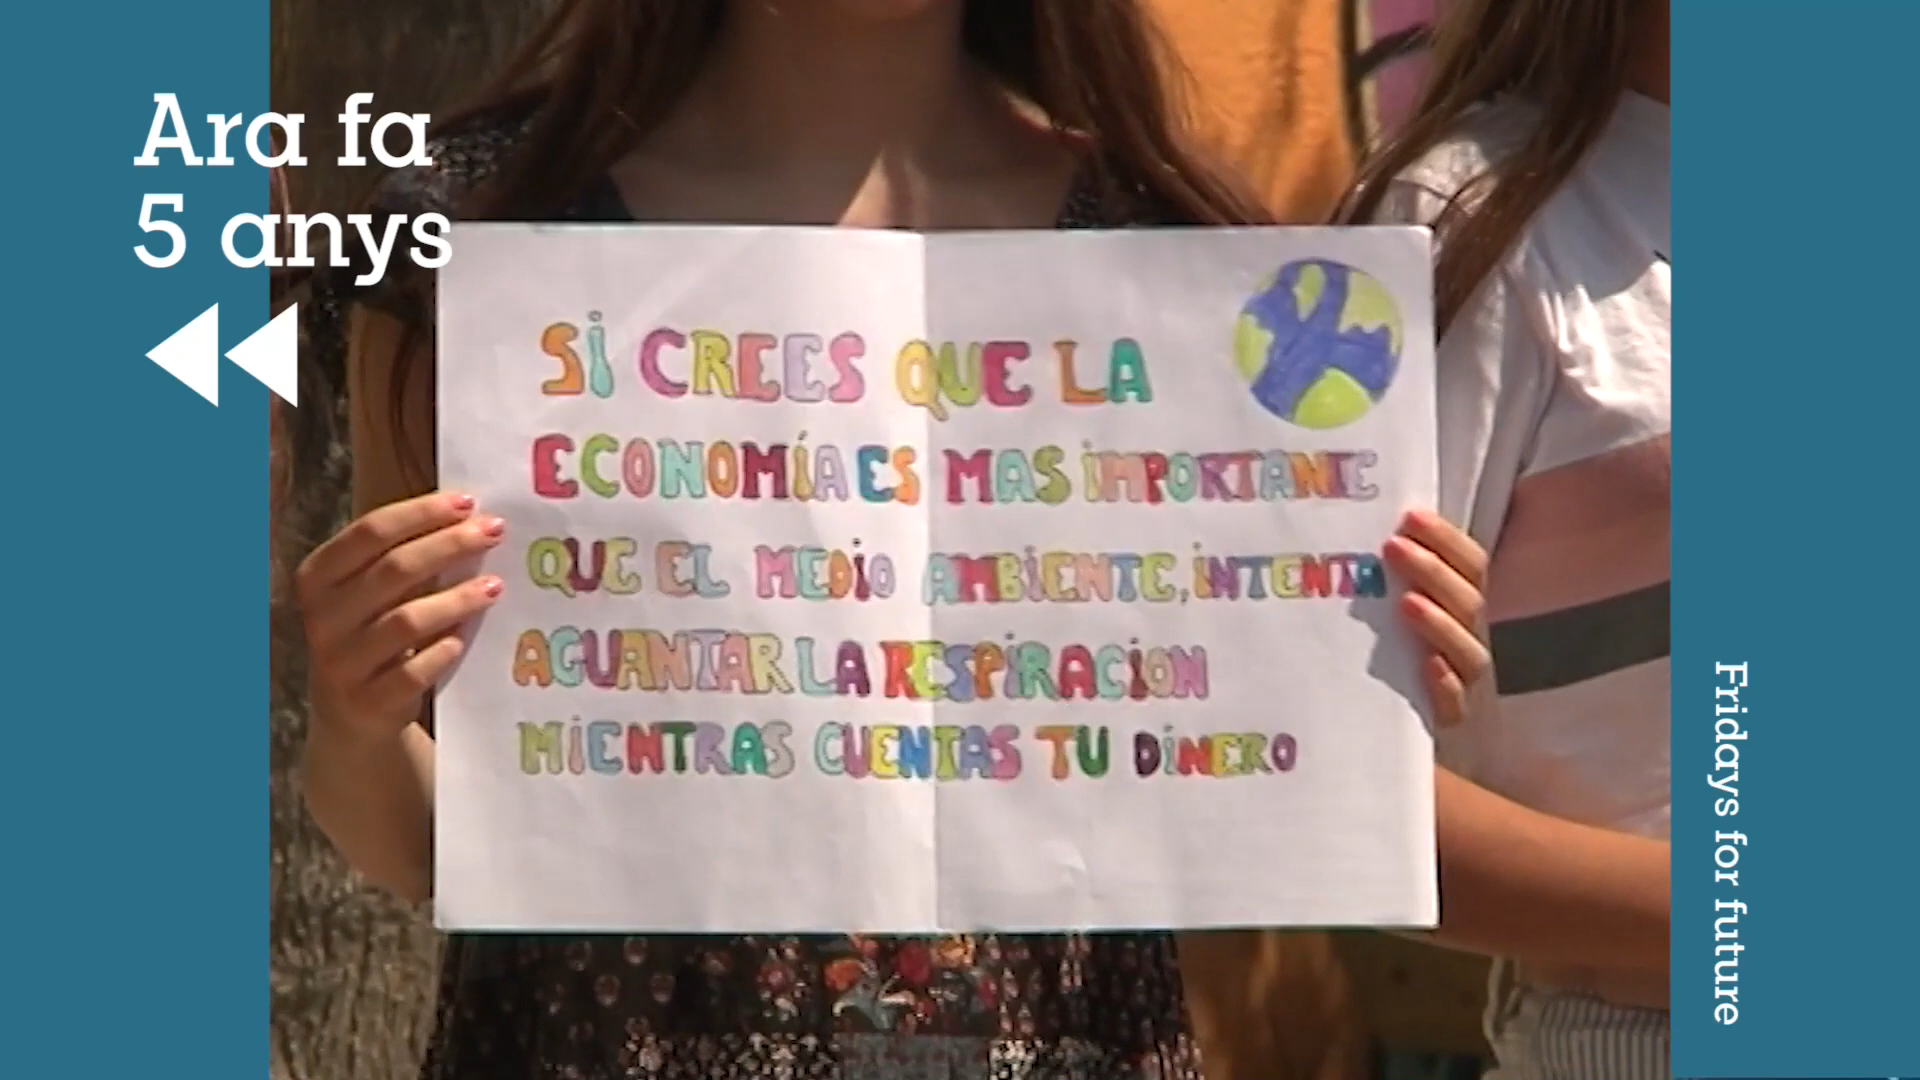 Ara fa
5 anys
Si CREES QUE LA
ECONOMÍA ES MAS iMPORTANTE
QUE EL MEDiO AMBiENTE, iNTENTA
AGUANTAR LA RESPiRACiON
MiENTRAS CUENTAS TU DiNERO
Fridays for future